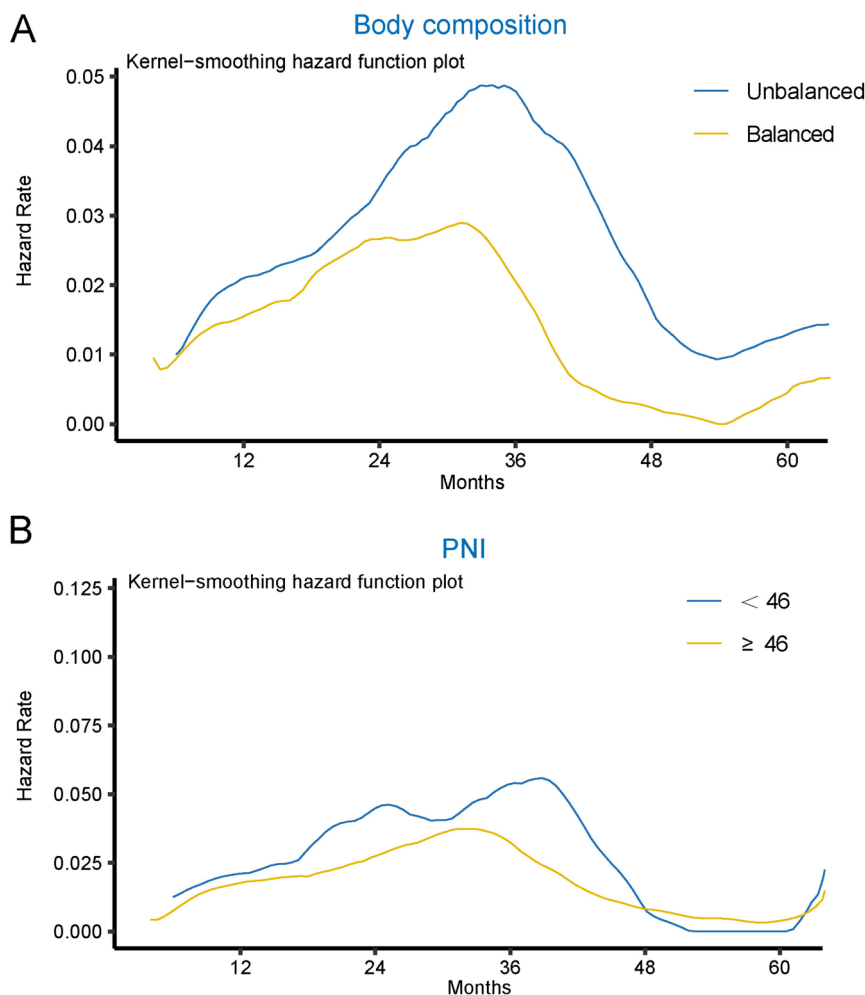 A
Body composition
Kernel-smoothing hazard function plot
Unbalanced
Balanced
Hazard Rate
0.05
0.04
0.03
0.02
0.01
0.00
12 24 36 48 60
Months
B
PNI
Kernel-smoothing hazard function plot
< 46
≥ 46
Hazard Rate
0.125
0.100
0.075
0.050
0.025
0.000
12 24 36 48 60
Months